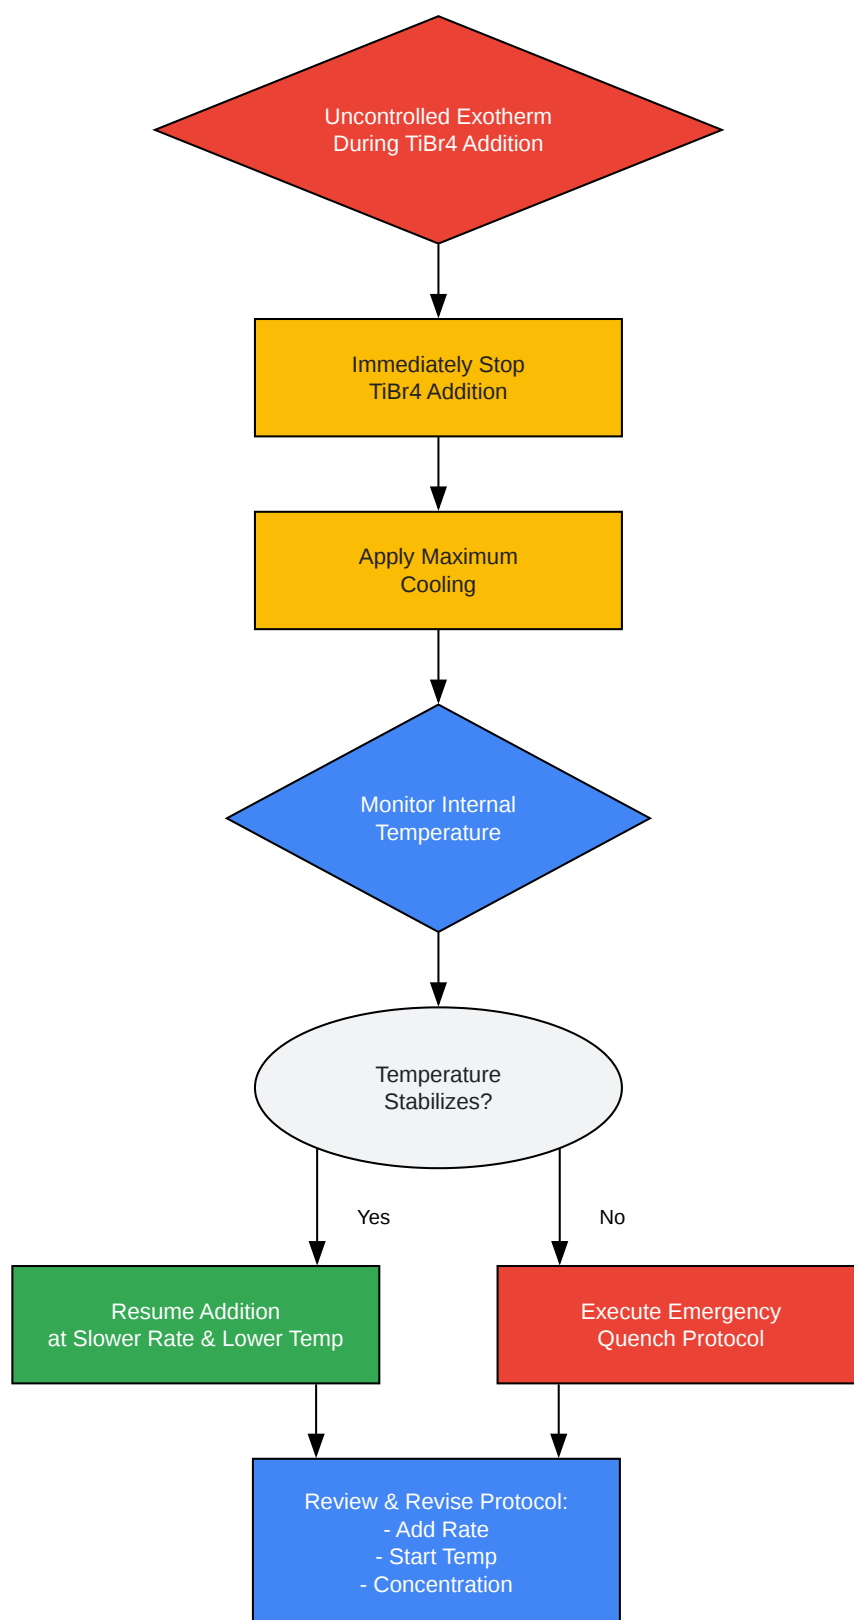 Uncontrolled Exotherm
During TiBr4 Addition
Immediately Stop
TiBr4 Addition
Apply Maximum
Cooling
Monitor Internal
Temperature
Temperature
Stabilizes?
Yes
No
Resume Addition
at Slower Rate & Lower Temp
Execute Emergency
Quench Protocol
Review & Revise Protocol:
- Add Rate
- Start Temp
- Concentration